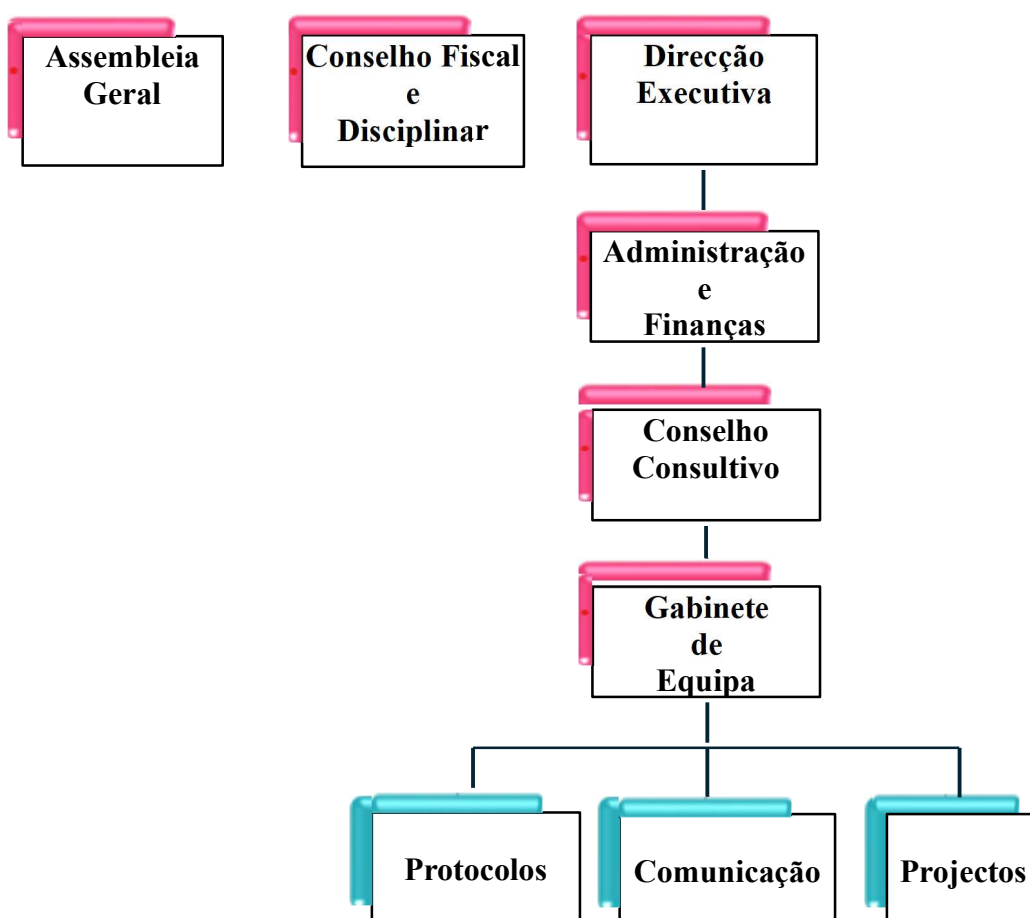 Assembleia
Geral
Conselho Fiscal
e
Disciplinar
Direcção
Executiva
Administração
e
Finanças
Conselho
Consultivo
Gabinete
de
Equipa
Protocolos
Comunicação
Projectos